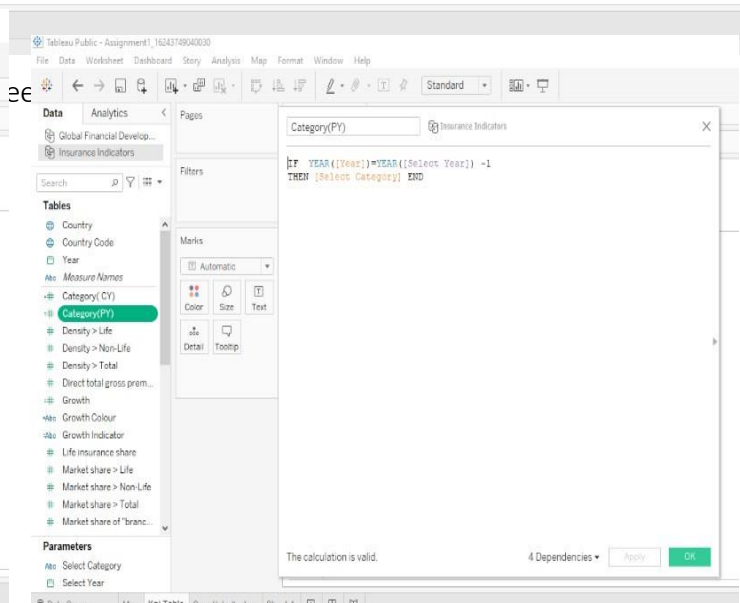 Tableau Public - Assignment1_16243749040030
File Data Worksheet Dashboard Story Analysis Map Format Window Help
Standard
ee
Data Analytics
Global Financial Develop...
Insurance Indicators
Search
Tables
Country
Country Code
Year
Abc Measure Names
Category( CY)
Category(PY)
Density > Life
Density > Non-Life
Density > Total
Direct total gross prem...
Growth
Abc Growth Colour
Abc Growth Indicator
Life insurance share
Market share > Life
Market share > Non-Life
Market share > Total
Market share of "branc...
Parameters
Abc Select Category
Select Year
Pages
Filters
Marks
Automatic
Color Size Text
Detail Tooltip
Category(PY) Insurance Indicators
IF YEAR([Year])=YEAR([Select Year]) -1
THEN [Select Category] END
The calculation is valid. 4 Dependencies Apply OK